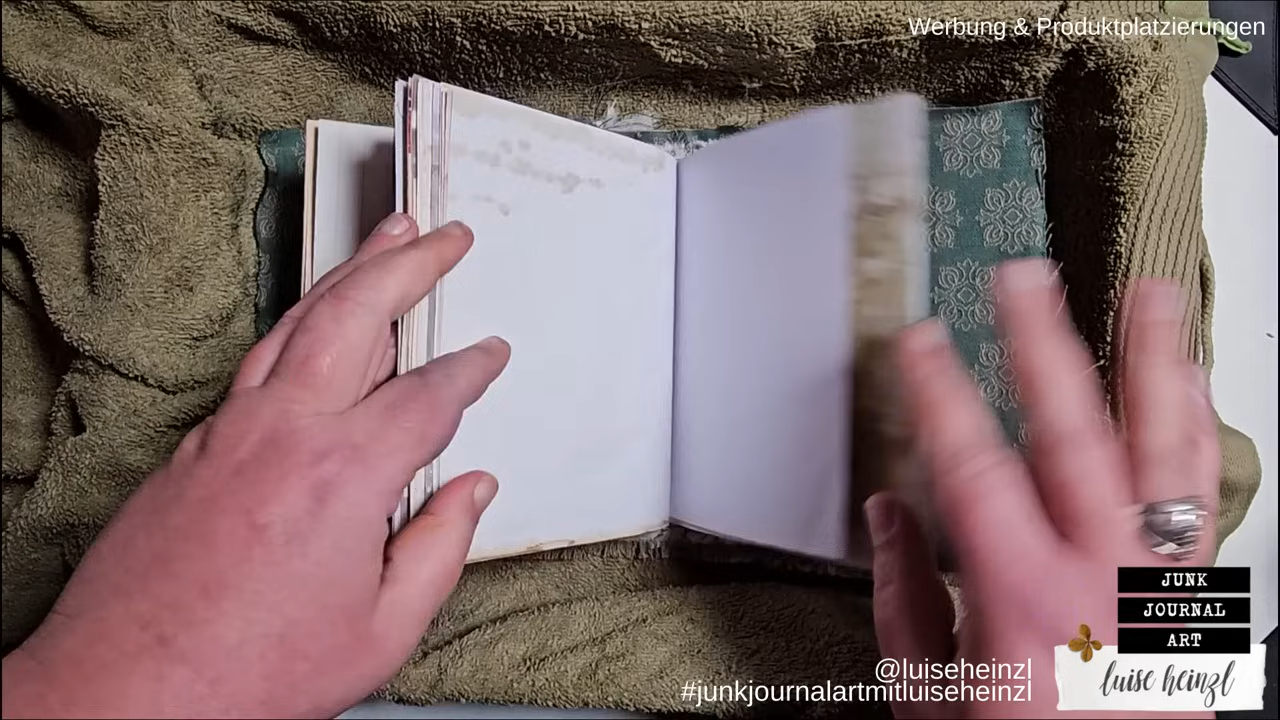 Werbung & Produktplatzierungen
JUNK
JOURNAL
ART
@luiseheinzl
#junkjournalartmitluiseheinzl
luise heinzl